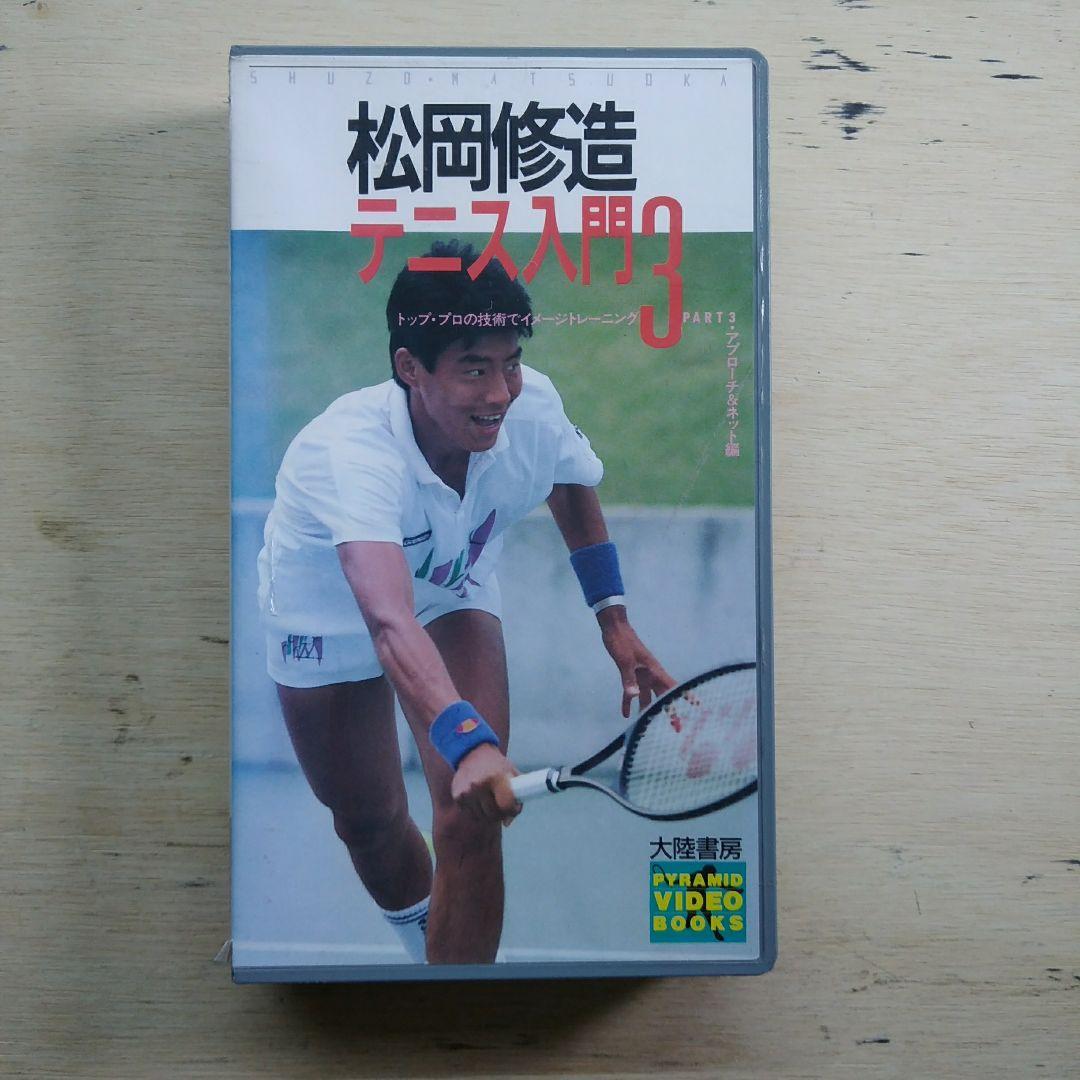 SHUZO・MATSUOKA
松岡修造
テニス入門3
トップ・プロの技術でイメージトレーニング
PART3・アプローチ&ネット編
大陸書房
PYRAMID
VIDEO
BOOKS